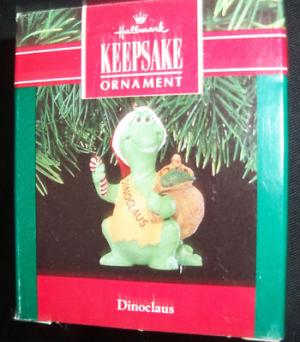 Hallmark
KEEPSAKE
ORNAMENT
DINOCLAUS
Dinoclaus